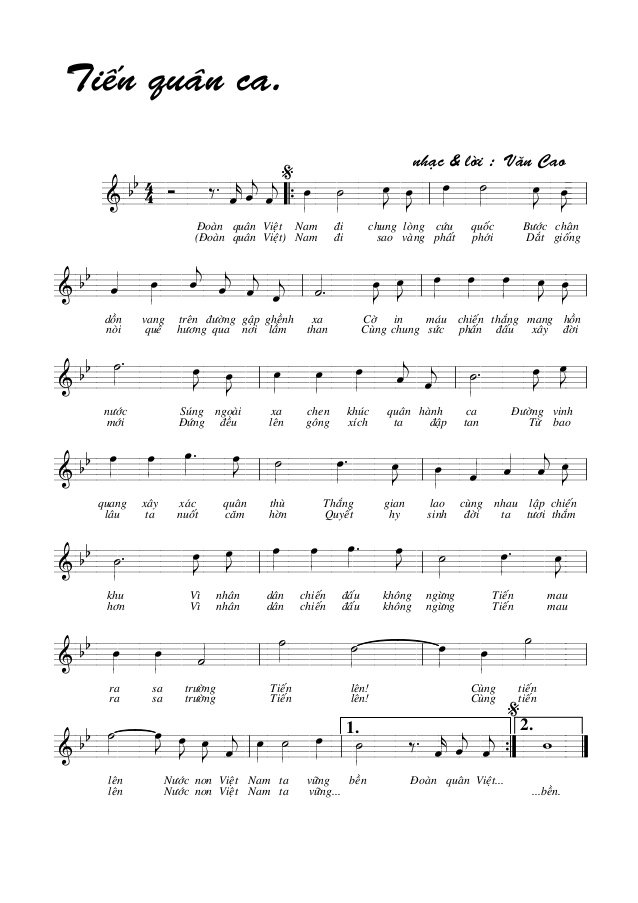 Tiến quân ca.
nhạc & lời : Văn Cao
Đoàn quân Việt Nam đi chung lòng cứu quốc Bước chân
(Đoàn quân Việt) Nam đi sao vàng phất phới Dắt giống
dồn vang trên đường gập ghềnh xa Cờ in máu chiến thắng mang hồn
nòi quê hương qua nơi lầm than Cùng chung sức phấn đấu xây đời
nước Súng ngoài xa chen khúc quân hành ca Đường vinh
mới Đứng đều lên gông xích ta đập tan Từ bao
quang xây xác quân thù Thắng gian lao cùng nhau lập chiến
lâu ta nuốt căm hờn Quyết hy sinh đời ta tươi thắm
khu Vì nhân dân chiến đấu không ngừng Tiến mau
hơn Vì nhân dân chiến đấu không ngừng Tiến mau
ra sa trường Tiến lên! Cùng tiến
ra sa trường Tiến lên! Cùng tiến
1. 2.
lên Nước non Việt Nam ta vững bền Đoàn quân Việt...
lên Nước non Việt Nam ta vững... ...bền.